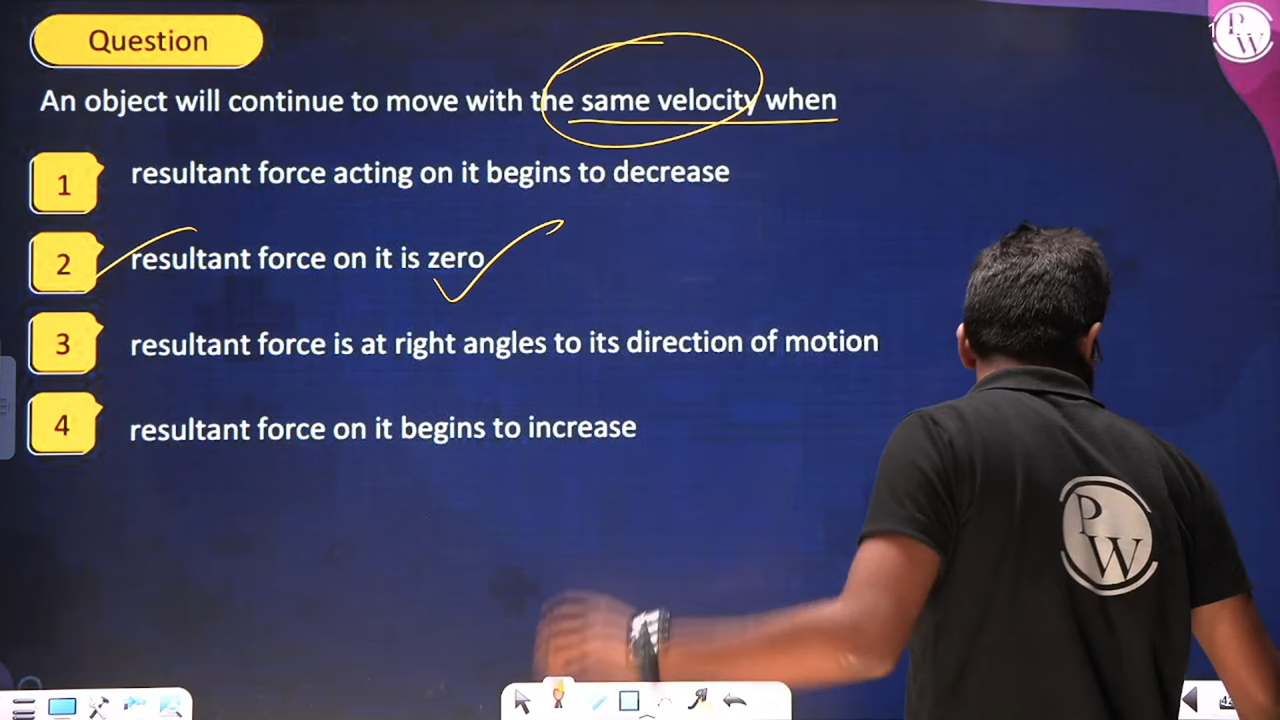 Question
PW
An object will continue to move with the same velocity when
1 resultant force acting on it begins to decrease
2 resultant force on it is zero
3 resultant force is at right angles to its direction of motion
4 resultant force on it begins to increase
PW